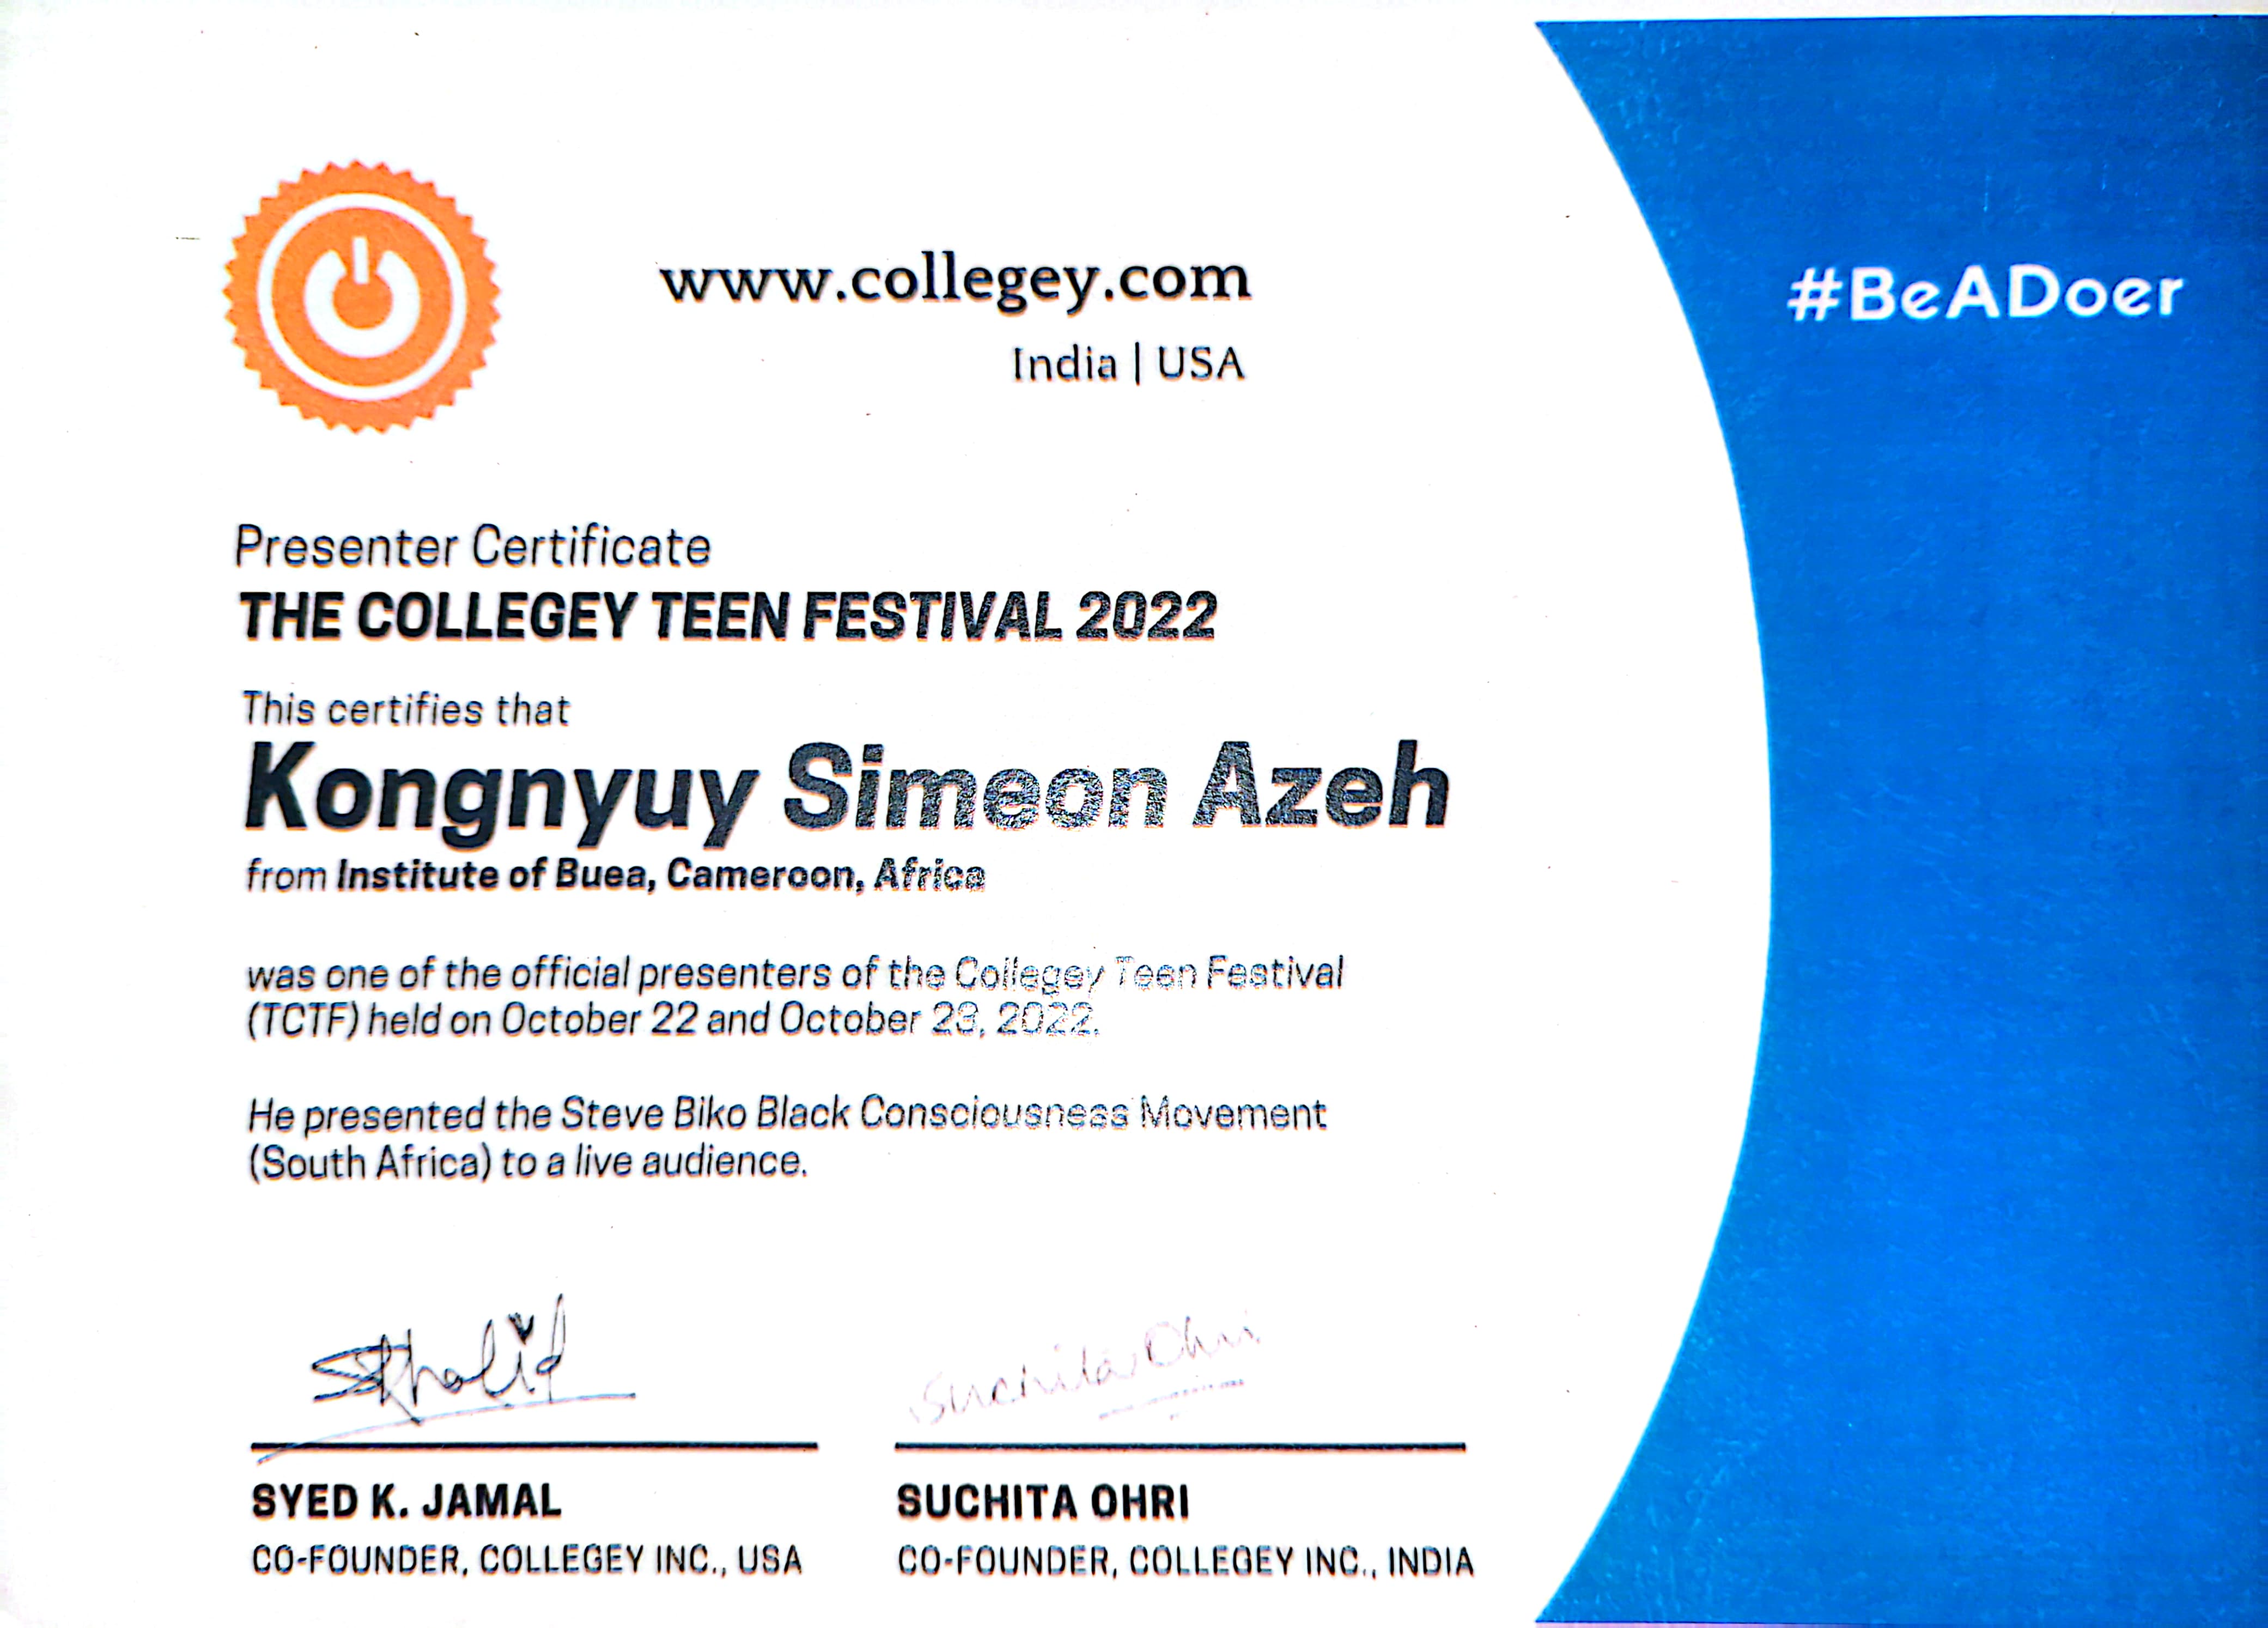 www.collegey.com
India | USA
#BeADoer
Presenter Certificate
THE COLLEGEY TEEN FESTIVAL 2022
This certifies that
Kongnyuy Simeon Azeh
from Institute of Buea, Cameroon, Africa
was one of the official presenters of the Collegey Teen Festival
(TCTF) held on October 22 and October 23, 2022.
He presented the Steve Biko Black Consciousness Movement
(South Africa) to a live audience.
SKhalid
Suchita Ohri
SYED K. JAMAL
SUCHITA OHRI
CO-FOUNDER, COLLEGEY INC., USA
CO-FOUNDER, COLLEGEY INC., INDIA